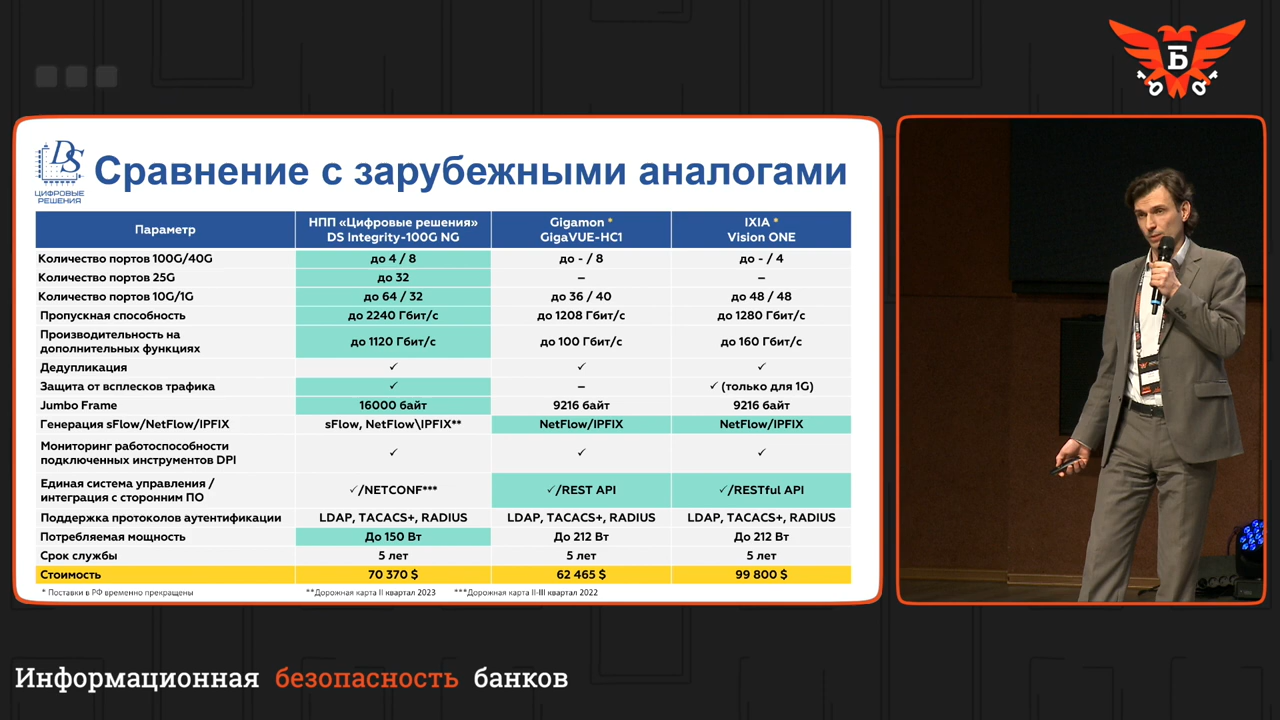 Б
DS
ЦИФРОВЫЕ
РЕШЕНИЯ
Сравнение с зарубежными аналогами
Параметр
НПП «Цифровые решения»
DS Integrity-100G NG
Gigamon *
GigaVUE-HC1
IXIA *
Vision ONE
Количество портов 100G/40G до 4 / 8 до - / 8 до - / 4
Количество портов 25G до 32 – –
Количество портов 10G/1G до 64 / 32 до 36 / 40 до 48 / 48
Пропускная способность до 2240 Гбит/с до 1208 Гбит/с до 1280 Гбит/с
Производительность на
дополнительных функциях до 1120 Гбит/с до 100 Гбит/с до 160 Гбит/с
Дедупликация ✓ ✓ ✓
Защита от всплесков трафика ✓ – ✓ (только для 1G)
Jumbo Frame 16000 байт 9216 байт 9216 байт
Генерация sFlow/NetFlow/IPFIX sFlow, NetFlow\IPFIX** NetFlow/IPFIX NetFlow/IPFIX
Мониторинг работоспособности
подключенных инструментов DPI ✓ ✓ ✓
Единая система управления /
интеграция с сторонним ПО ✓/NETCONF*** ✓/REST API ✓/RESTful API
Поддержка протоколов аутентификации LDAP, TACACS+, RADIUS LDAP, TACACS+, RADIUS LDAP, TACACS+, RADIUS
Потребляемая мощность До 150 Вт До 212 Вт До 212 Вт
Срок службы 5 лет 5 лет 5 лет
Стоимость 70 370 $ 62 465 $ 99 800 $
* Поставки в РФ временно прекращены **Дорожная карта II квартал 2023 ***Дорожная карта II-III квартал 2022
Информационная безопасность банков